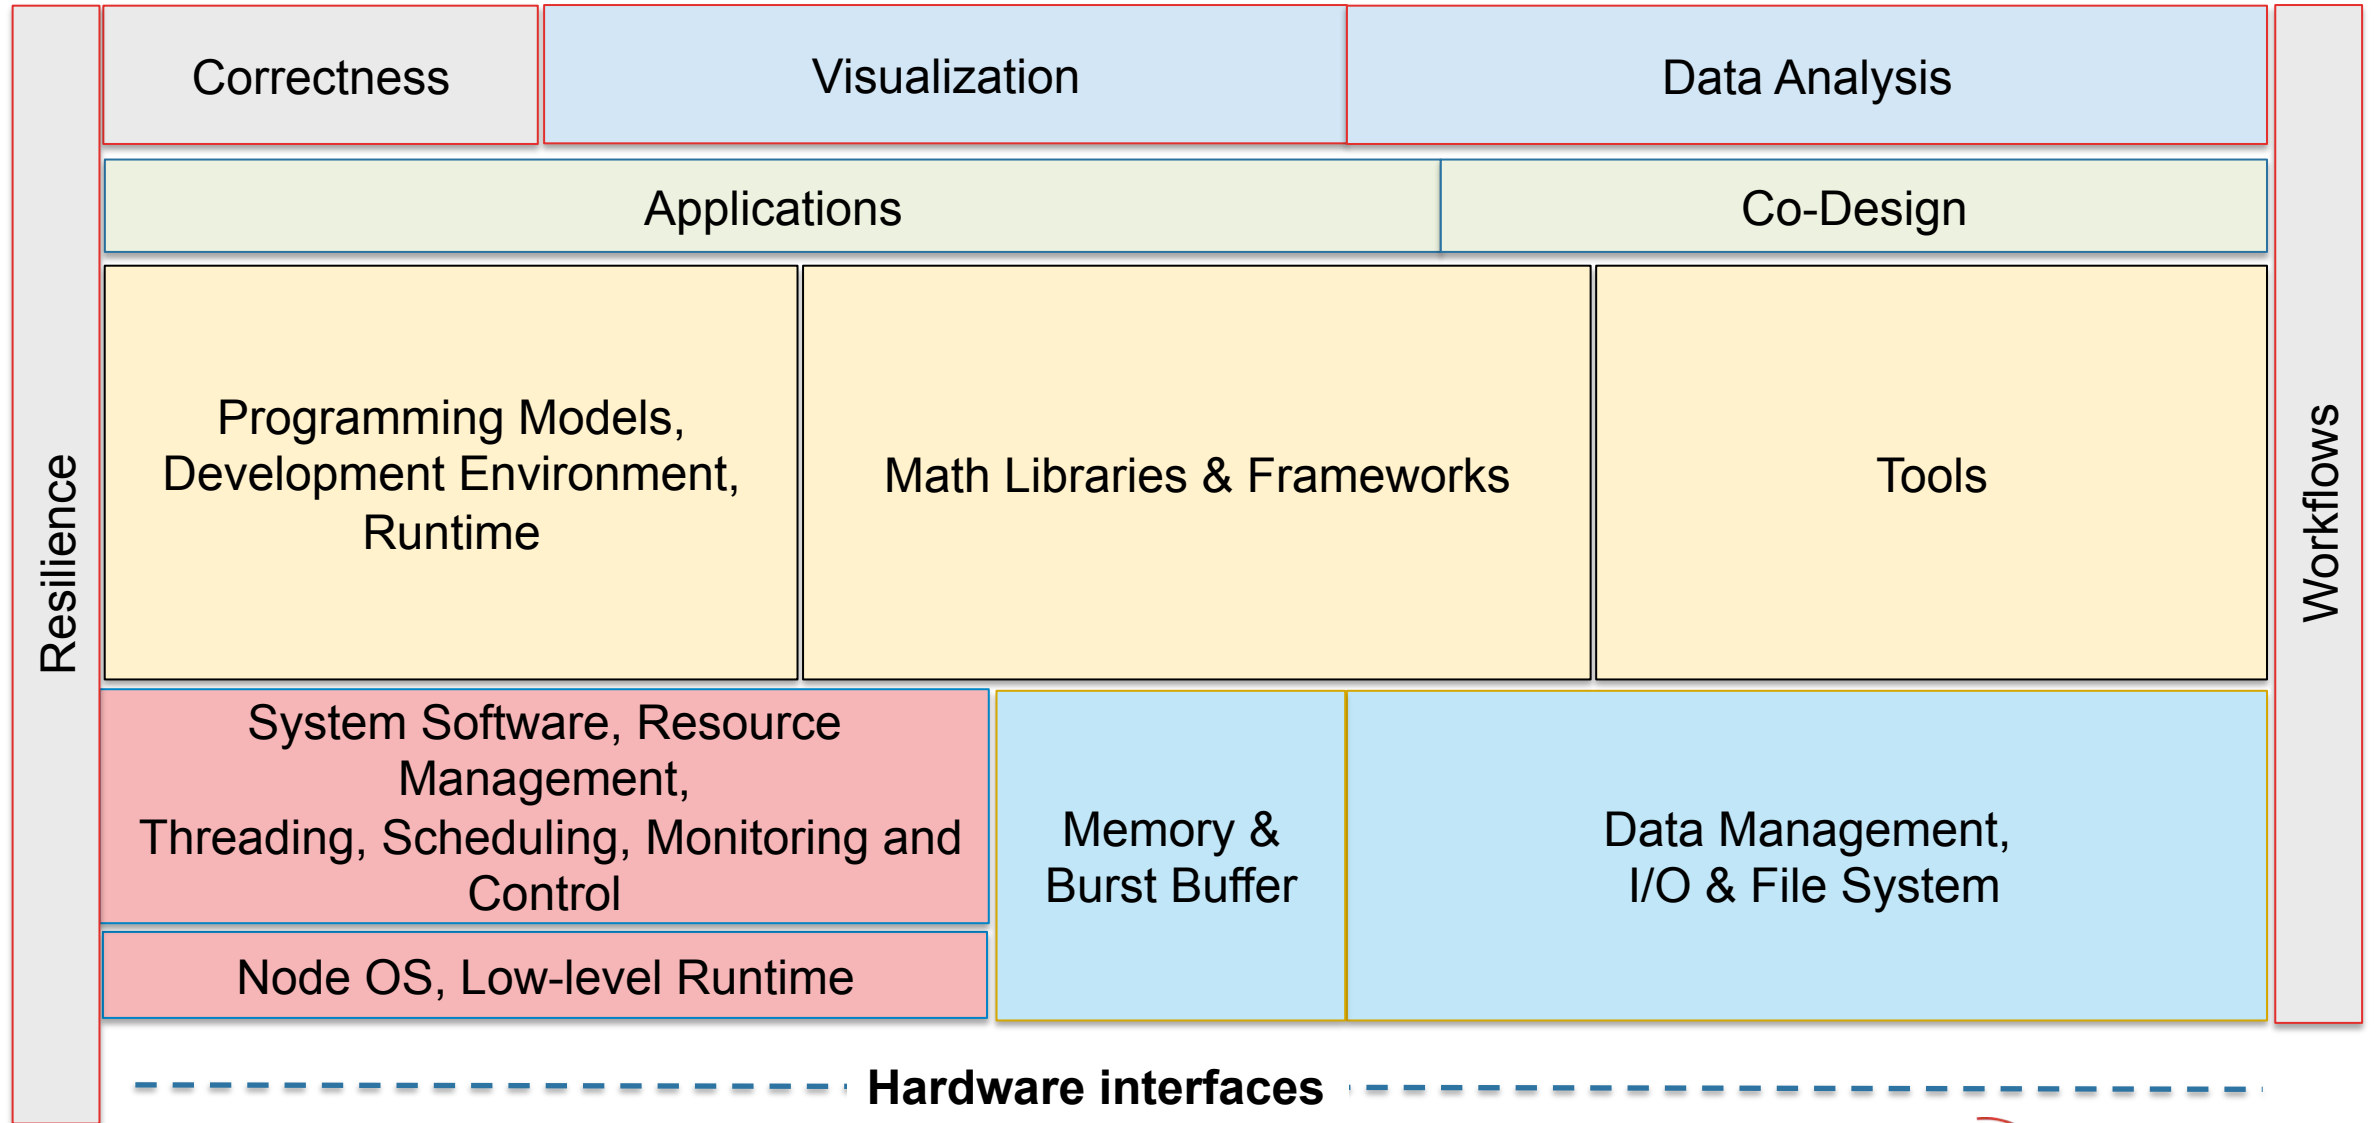 Correctness
Visualization
Data Analysis
Applications
Co-Design
Resilience
Programming Models,
Development Environment,
Runtime
Math Libraries & Frameworks
Tools
Workflows
System Software, Resource
Management,
Threading, Scheduling, Monitoring and
Control
Memory &
Burst Buffer
Data Management,
I/O & File System
Node OS, Low-level Runtime
Hardware interfaces